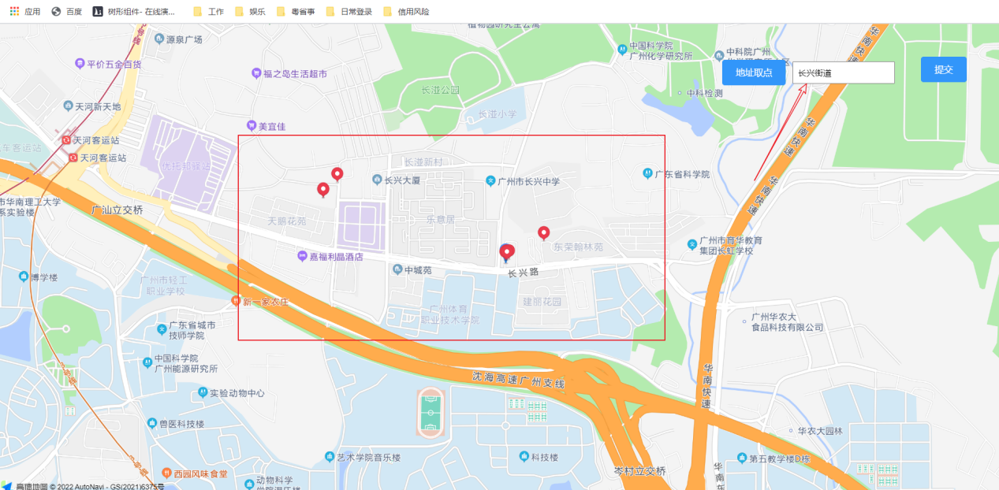 应用 百度 树形组件- 在线演... 工作 娱乐 粤省事 日常登录 信用风险
源泉广场
平价五金百货
福之岛生活超市
中国科学院
广州化学研究所
中科院广州
地址取点
长兴街道
提交
华南快速
长湴公园
中科检测
天河新天地
长湴小学
美宜佳
天河客运站
天河客运站
华南快速
长湴新村
长兴大厦
广州市长兴中学
广东省科学院
华南快速
市华南理工大学
系实验楼
广汕立交桥
天赐花苑
乐意居
东荣翰林苑
广州市育华教育
集团长虹学校
嘉福利晶酒店
中城苑
长兴路
博学楼
广州市轻工
职业学校
新一家农庄
广州体育
职业技术学院
建丽花园
广东省城市
技师学院
广州华农大
食品科技有限公司
中国科学院
广州能源研究所
华南快速
沈海高速广州支线
实验动物中心
兽医科技楼
华农大园林
艺术学院音乐楼
科技楼
第五教学楼D栋
西园风味食堂
动物科学
岑村立交桥
华南东
高德地图 © 2022 AutoNavi - GS(2021)6375号